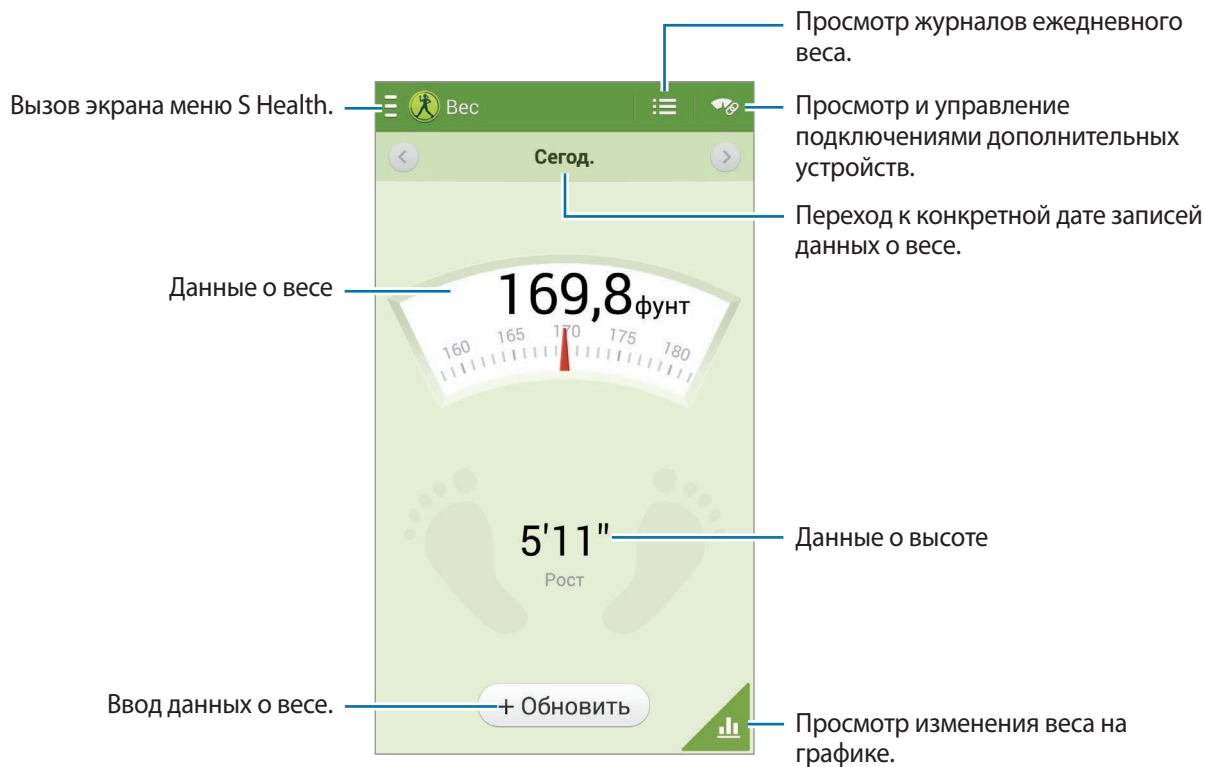 Просмотр журналов ежедневного
веса.
Вызов экрана меню S Health.
Вес
Просмотр и управление
подключениями дополнительных
устройств.
Сегод.
Переход к конкретной дате записей
данных о весе.
Данные о весе
169,8фунт
160 165 170 175 180
5'11"
Данные о высоте
Рост
Ввод данных о весе.
+ Обновить
Просмотр изменения веса на
графике.